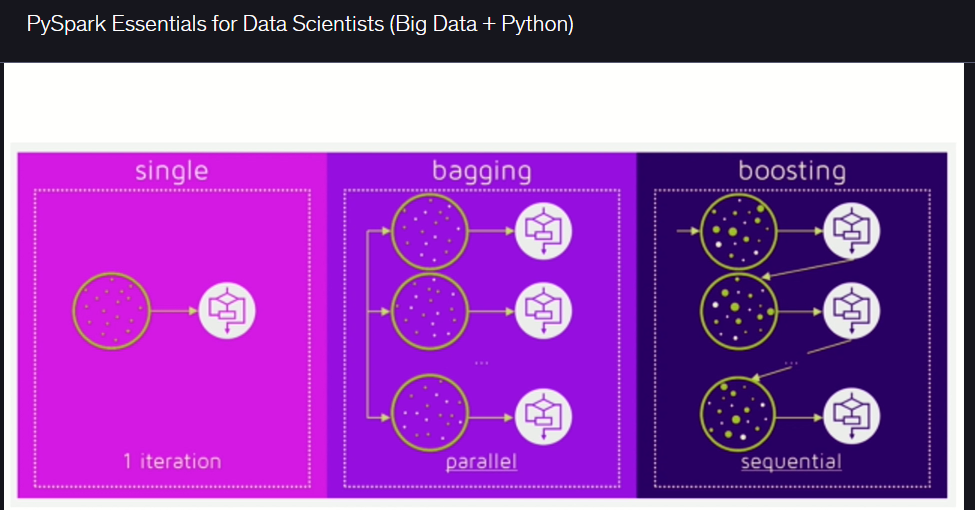 PySpark Essentials for Data Scientists (Big Data + Python)
single
bagging
boosting
...
...
1 iteration
parallel
sequential